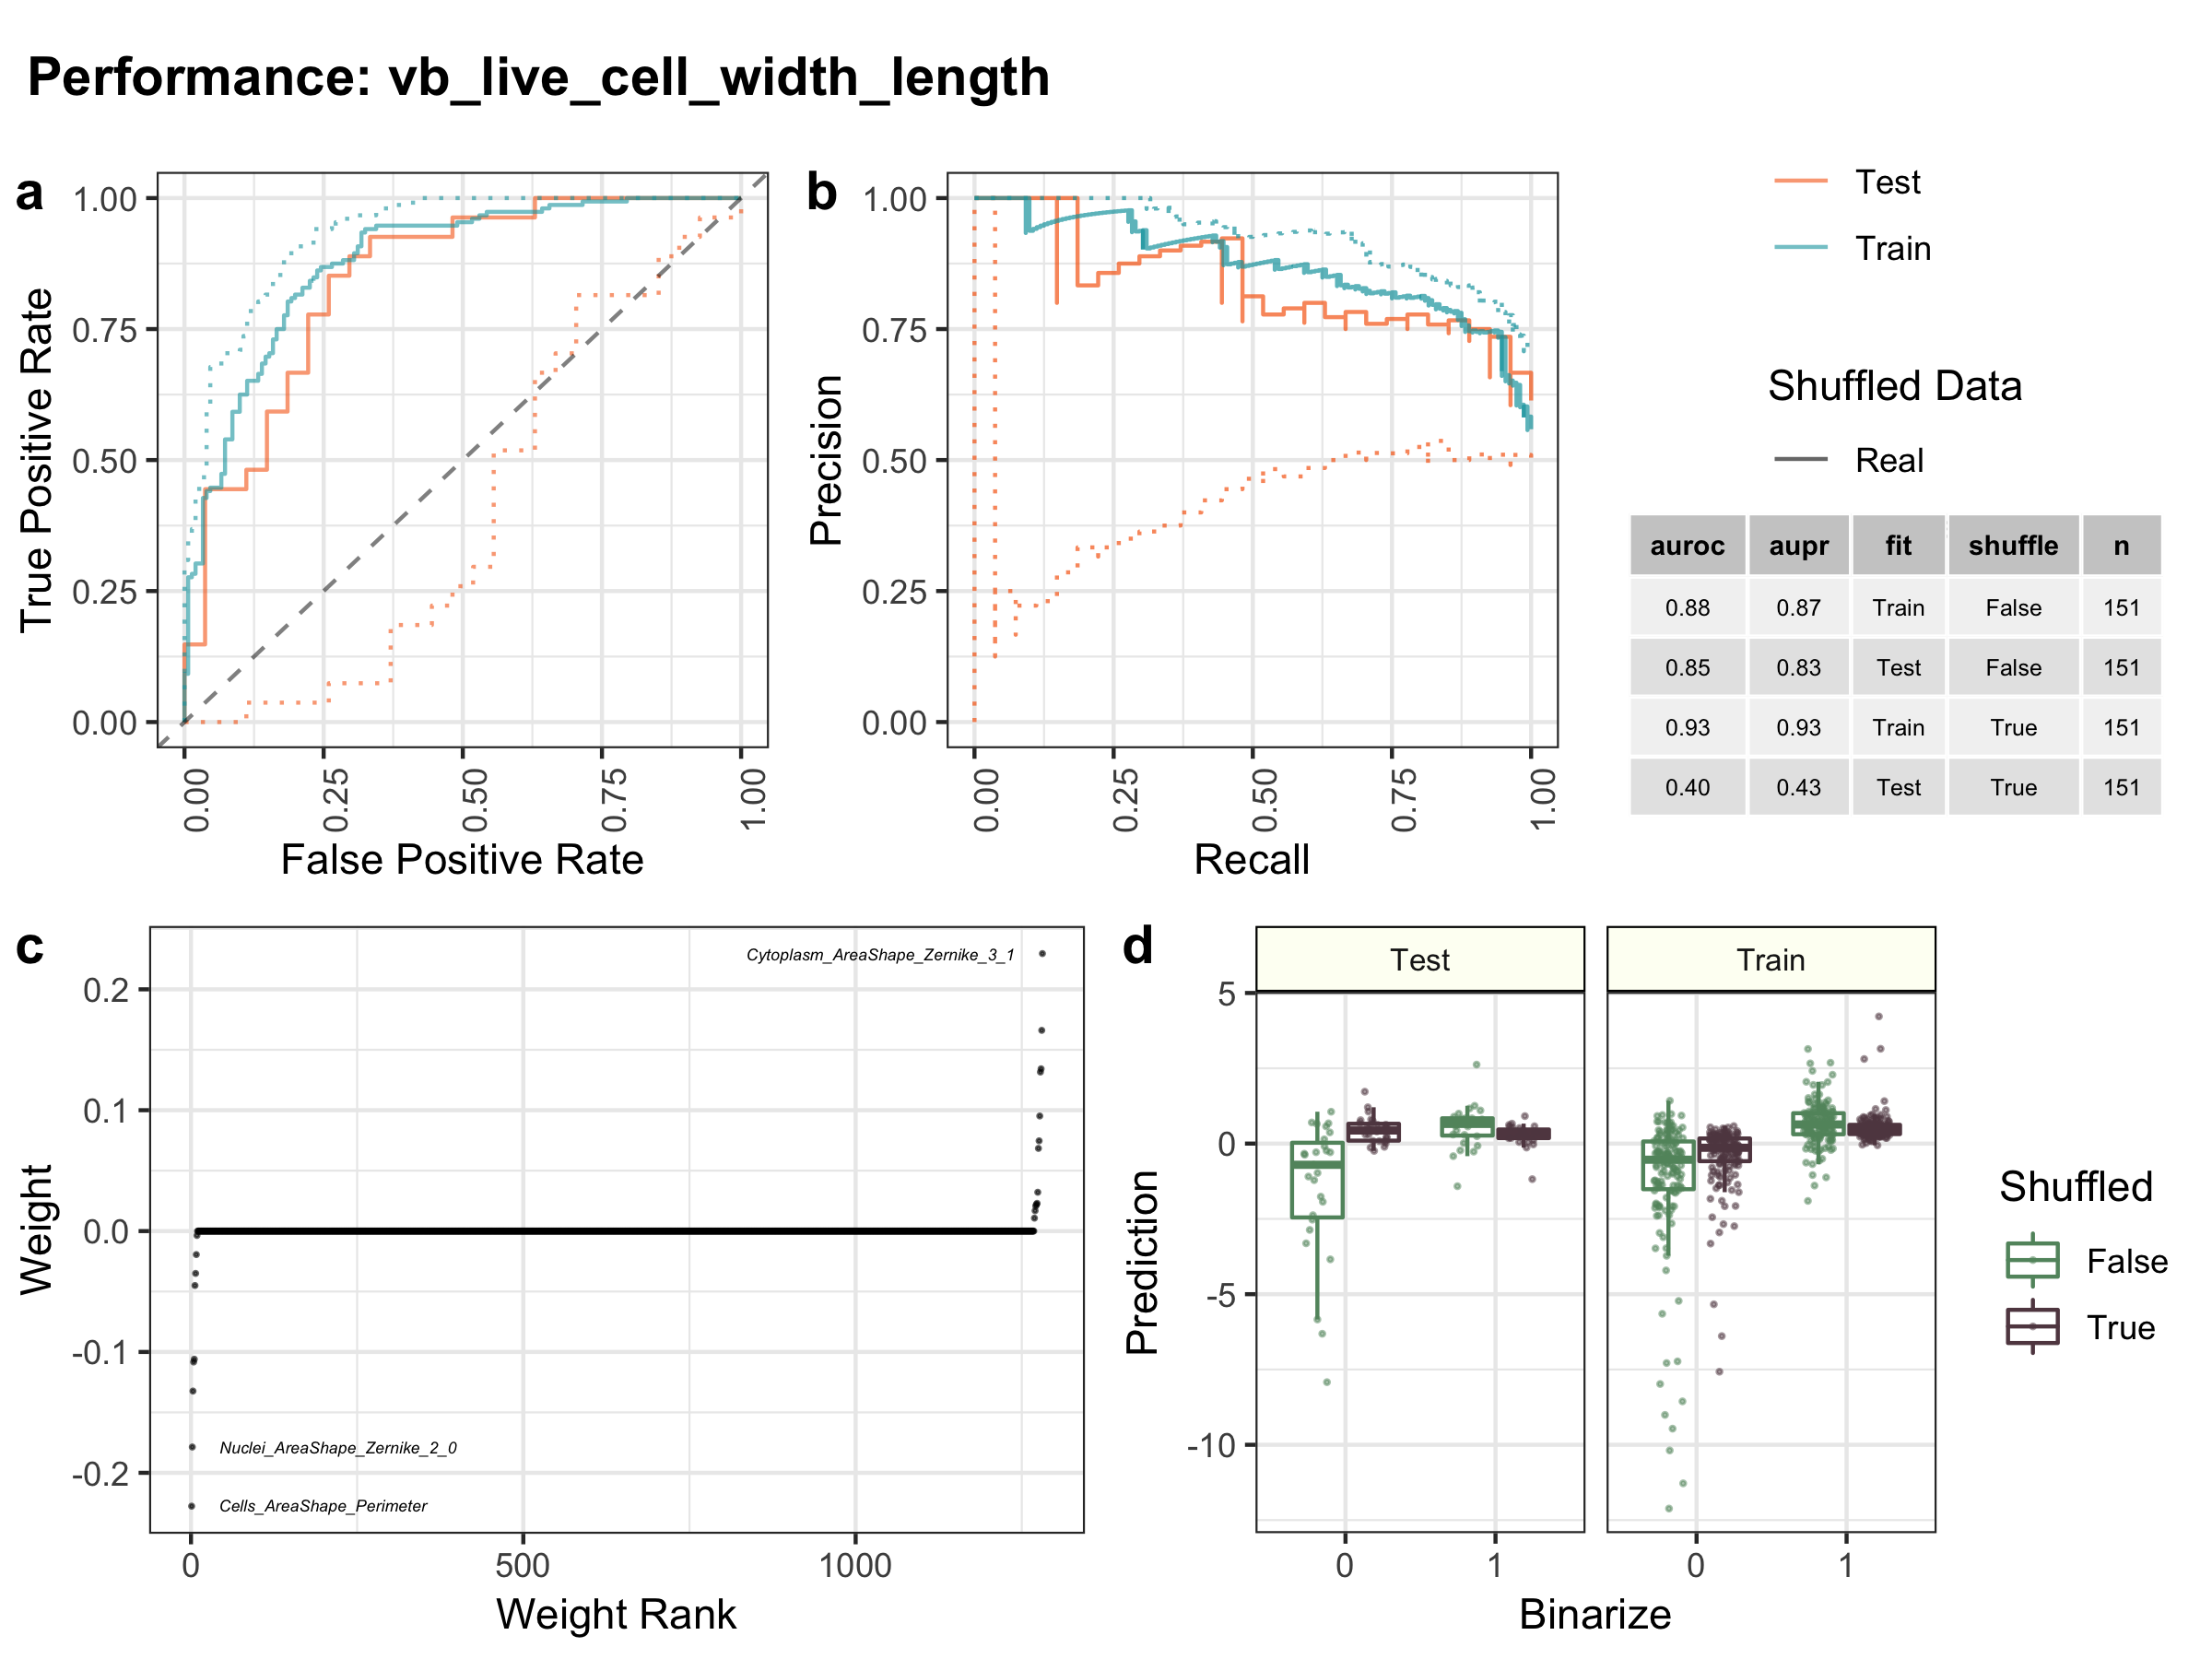 Performance: vb_live_cell_width_length
a
1.00
0.75
0.50
0.25
0.00
True Positive Rate
0.00
0.25
0.50
0.75
1.00
False Positive Rate
b
1.00
0.75
0.50
0.25
0.00
Precision
0.00
0.25
0.50
0.75
1.00
Recall
Test
Train
Shuffled Data
Real
auroc aupr fit shuffle n
0.88 0.87 Train False 151
0.85 0.83 Test False 151
0.93 0.93 Train True 151
0.40 0.43 Test True 151
c
0.2
0.1
0.0
-0.1
-0.2
Weight
Cytoplasm_AreaShape_Zernike_3_1
Nuclei_AreaShape_Zernike_2_0
Cells_AreaShape_Perimeter
0
500
1000
Weight Rank
d
Test
Train
5
0
-5
-10
Prediction
0
1
0
1
Binarize
Shuffled
False
True